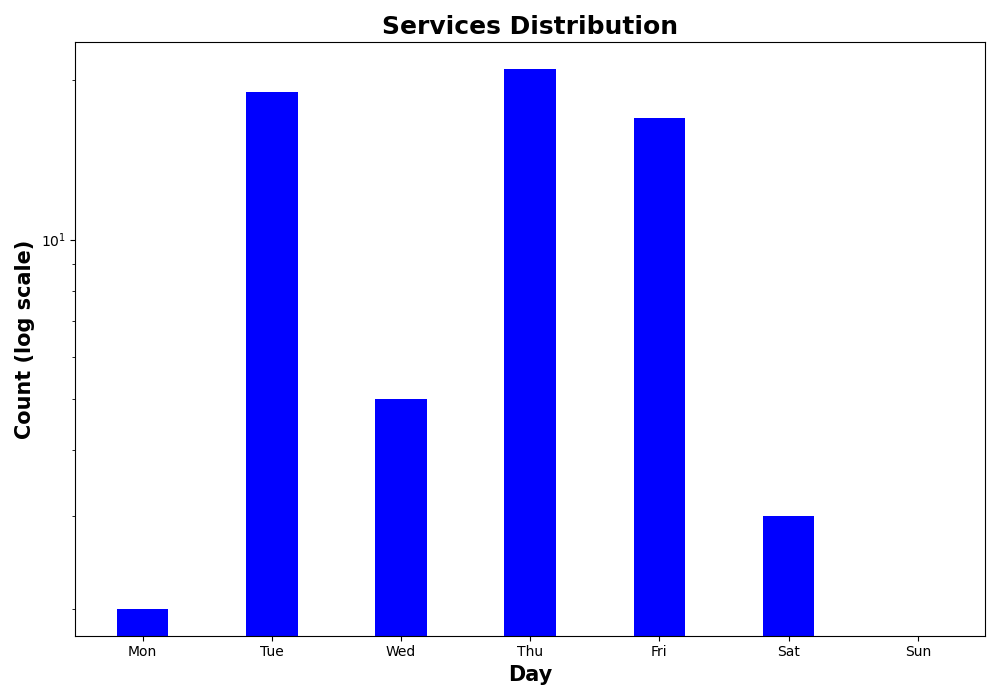 Services Distribution
Count (log scale)
10¹
Mon Tue Wed Thu Fri Sat Sun
Day